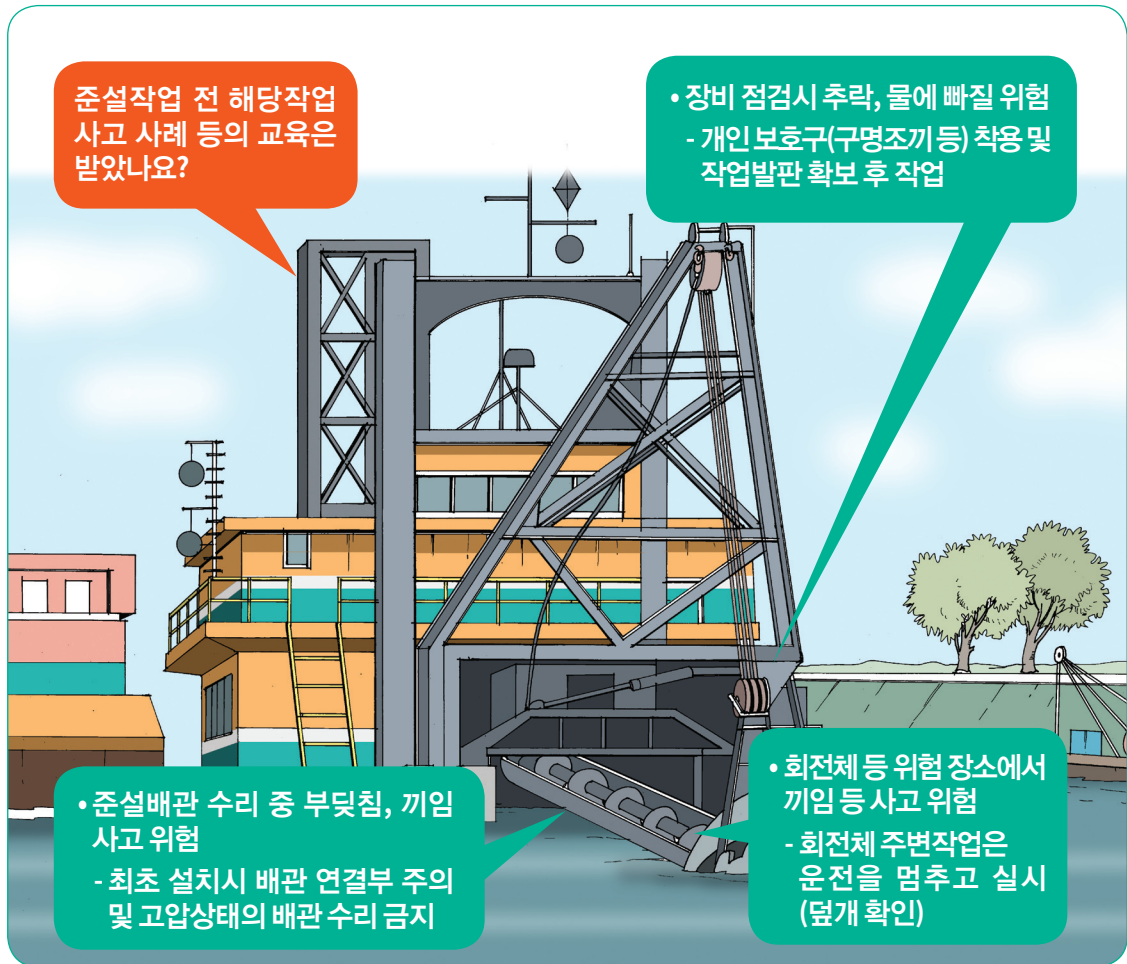 준설작업 전 해당작업
사고 사례 등의 교육은
받았나요?
• 장비 점검시 추락, 물에 빠질 위험
- 개인 보호구(구명조끼 등) 착용 및
작업발판 확보 후 작업
• 준설배관 수리 중 부딪침, 끼임
사고 위험
- 최초 설치시 배관 연결부 주의
및 고압상태의 배관 수리 금지
• 회전체 등 위험 장소에서
끼임 등 사고 위험
- 회전체 주변작업은
운전을 멈추고 실시
(덮개 확인)